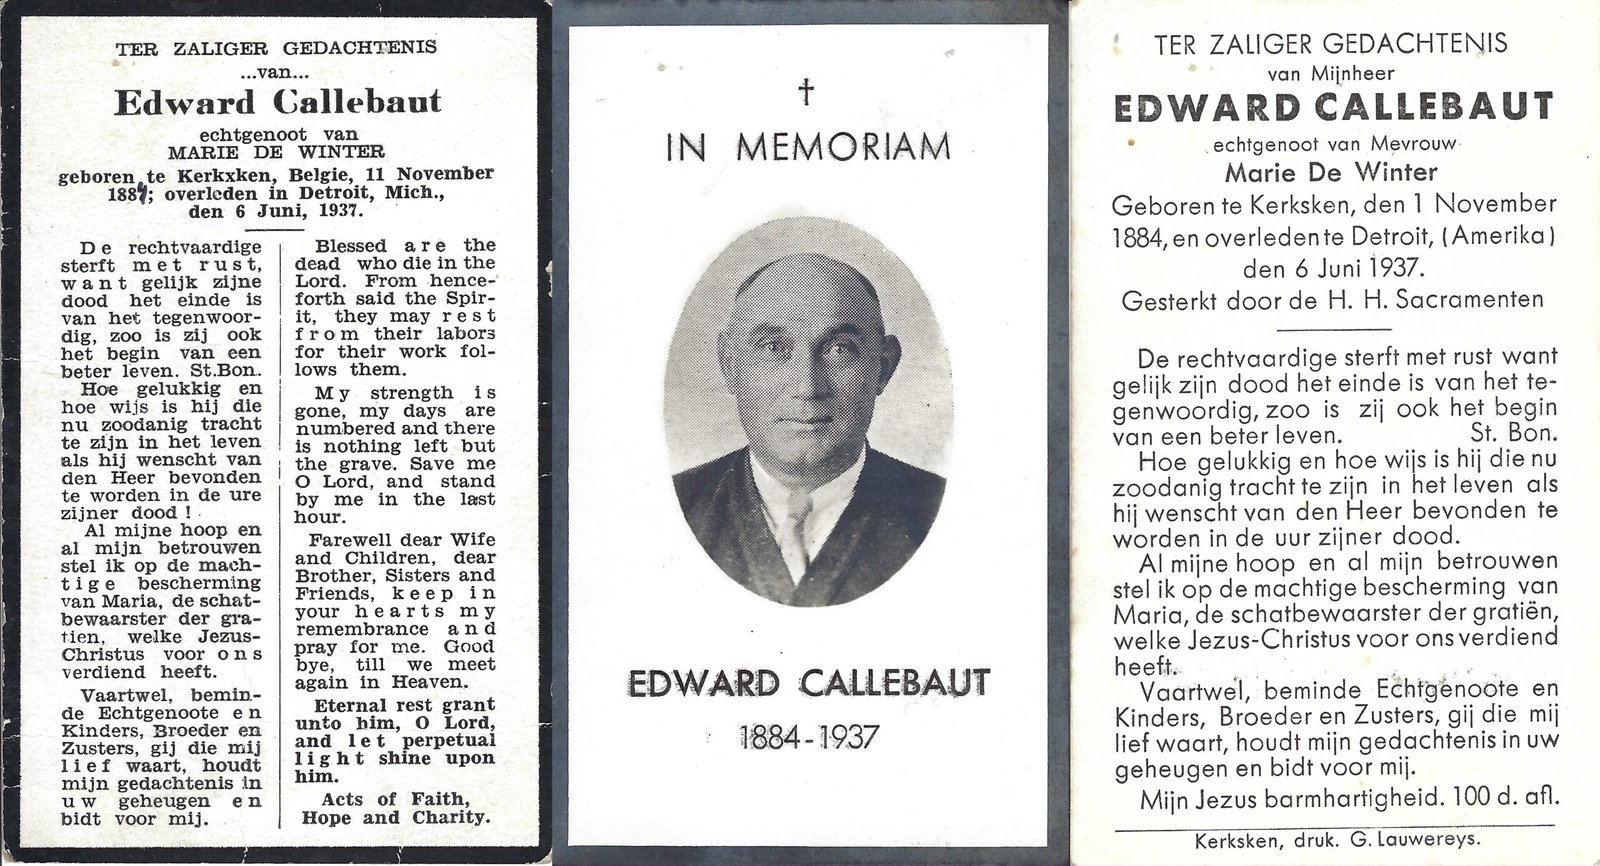 TER ZALIGER GEDACHTENIS
...van...
Edward Callebaut
echtgenoot van
MARIE DE WINTER
geboren te Kerkxken, Belgie, 11 November
1884; overleden in Detroit, Mich.,
den 6 Juni, 1937.
De rechtvaardige
sterft met rust,
want gelijk zijne
dood het einde is
van het tegenwoor-
dig, zoo is zij ook
het begin van een
beter leven. St.Bon.
Hoe gelukkig en
hoe wijs is hij die
nu zoodanig tracht
te zijn in het leven
als hij wenscht van
den Heer bevonden
te worden in de ure
zijner dood !
Al mijne hoop en
al mijn betrouwen
stel ik op de mach-
tige bescherming
van Maria, de schat-
bewaarster der gra-
tien, welke Jezus-
Christus voor ons
verdiend heeft.
Vaartwel, bemin-
de Echtgenoote en
Kinders, Broeder en
Zusters, gij die mij
lief waart, houdt
mijn gedachtenis in
uw geheugen en
bidt voor mij.
Blessed are the
dead who die in the
Lord. From hence-
forth said the Spir-
it, they may rest
from their labors
for their work fol-
lows them.
My strength is
gone, my days are
numbered and there
is nothing left but
the grave. Save me
O Lord, and stand
by me in the last
hour.
Farewell dear Wife
and Children, dear
Brother, Sisters and
Friends, keep in
your hearts my
remembrance and
pray for me. Good
bye, till we meet
again in Heaven.
Eternal rest grant
unto him, O Lord,
and let perpetual
light shine upon
him.
Acts of Faith,
Hope and Charity.
IN MEMORIAM
EDWARD CALLEBAUT
1884-1937
TER ZALIGER GEDACHTENIS
van Mijnheer
EDWARD CALLEBAUT
echtgenoot van Mevrouw
Marie De Winter
Geboren te Kerksken, den 1 November
1884, en overleden te Detroit, (Amerika)
den 6 Juni 1937.
Gesterkt door de H. H. Sacramenten
De rechtvaardige sterft met rust want
gelijk zijn dood het einde is van het te-
genwoordig, zoo is zij ook het begin
van een beter leven. St. Bon.
Hoe gelukkig en hoe wijs is hij die nu
zoodanig tracht te zijn in het leven als
hij wenscht van den Heer bevonden te
worden in de uur zijner dood.
Al mijne hoop en al mijn betrouwen
stel ik op de machtige bescherming van
Maria, de schatbewaarster der gratiën,
welke Jezus-Christus voor ons verdiend
heeft.
Vaartwel, beminde Echtgenoote en
Kinders, Broeder en Zusters, gij die mij
lief waart, houdt mijn gedachtenis in uw
geheugen en bidt voor mij.
Mijn Jezus barmhartigheid. 100 d. afl.
Kerksken, druk. G. Lauwereys.